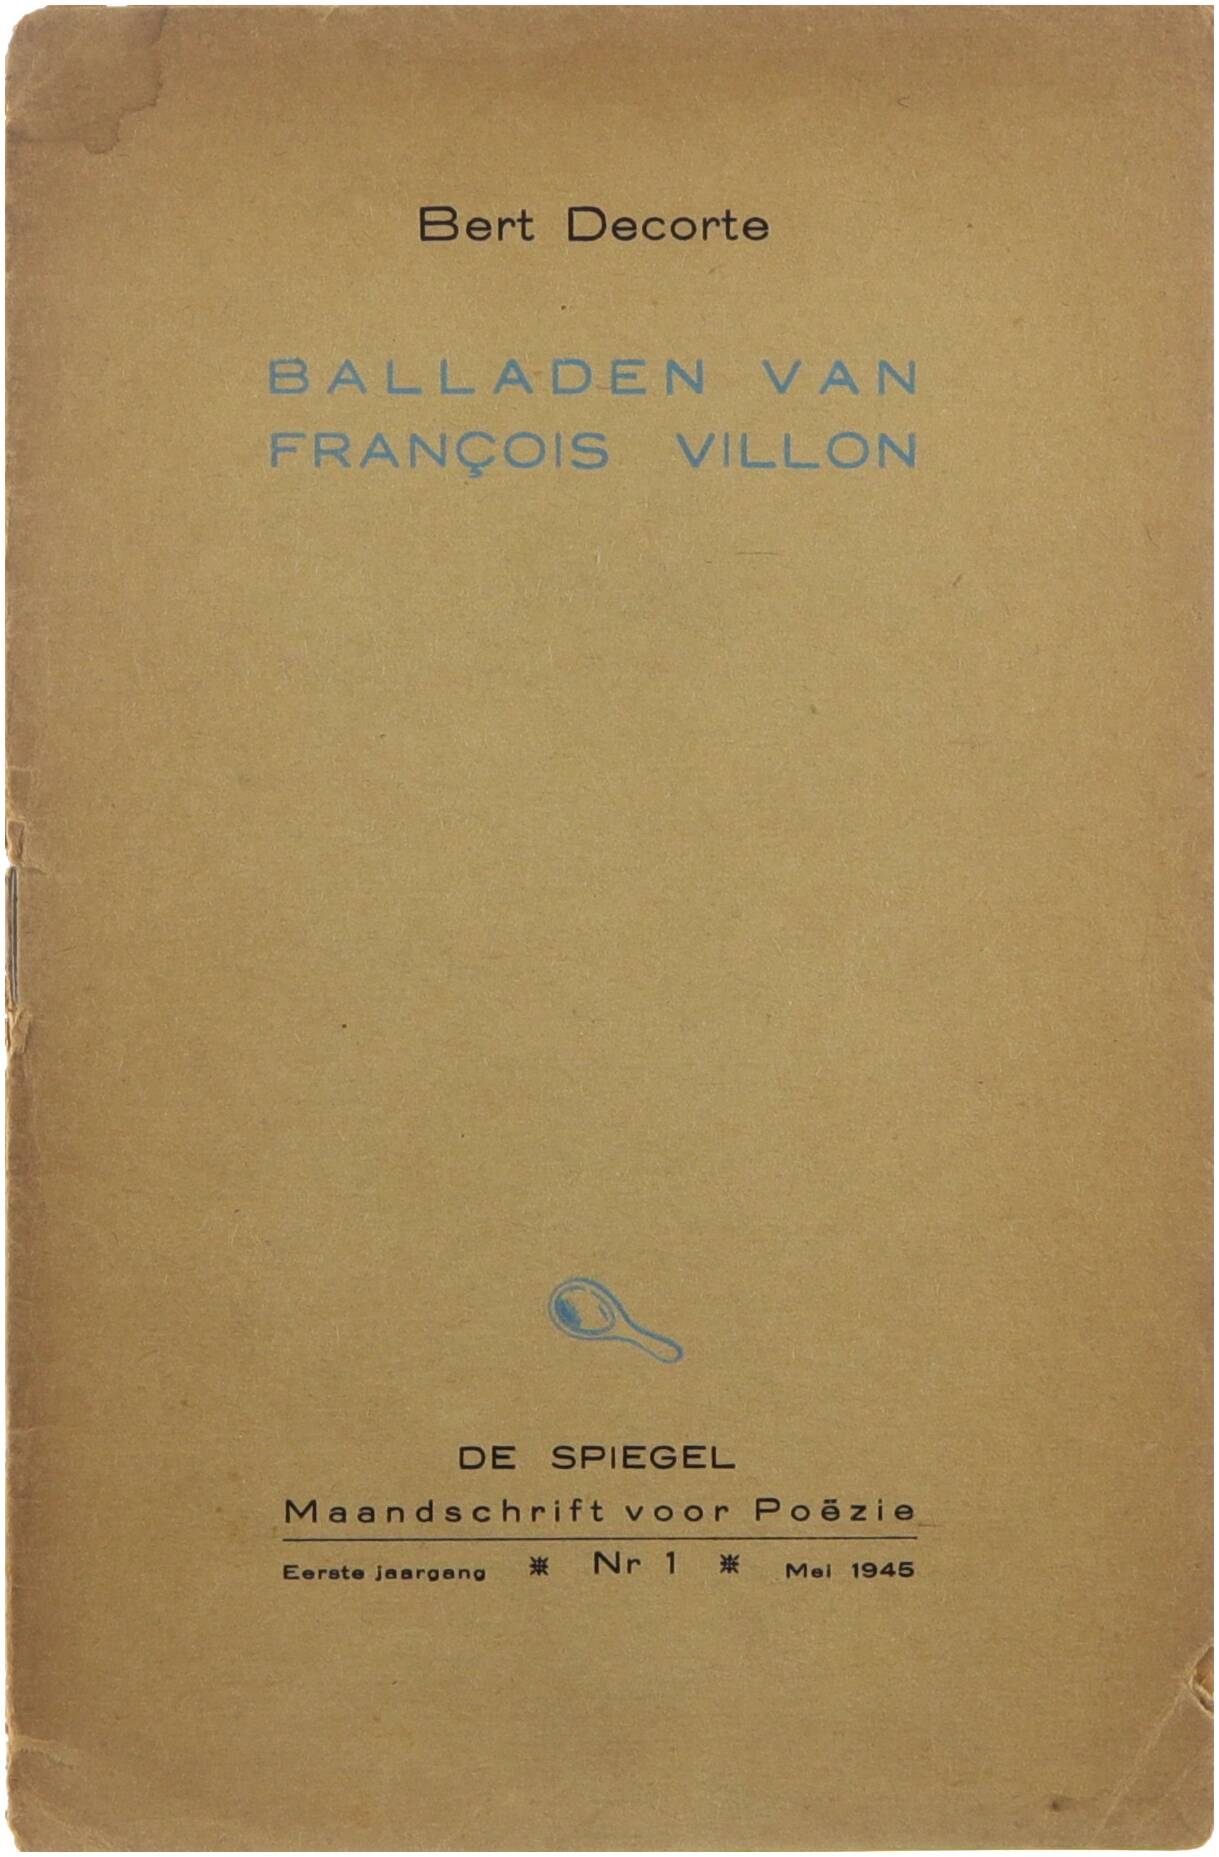 Bert Decorte
BALLADEN VAN
FRANÇOIS VILLON
DE SPIEGEL
Maandschrift voor Poëzie
Eerste jaargang * Nr 1 * Mei 1945